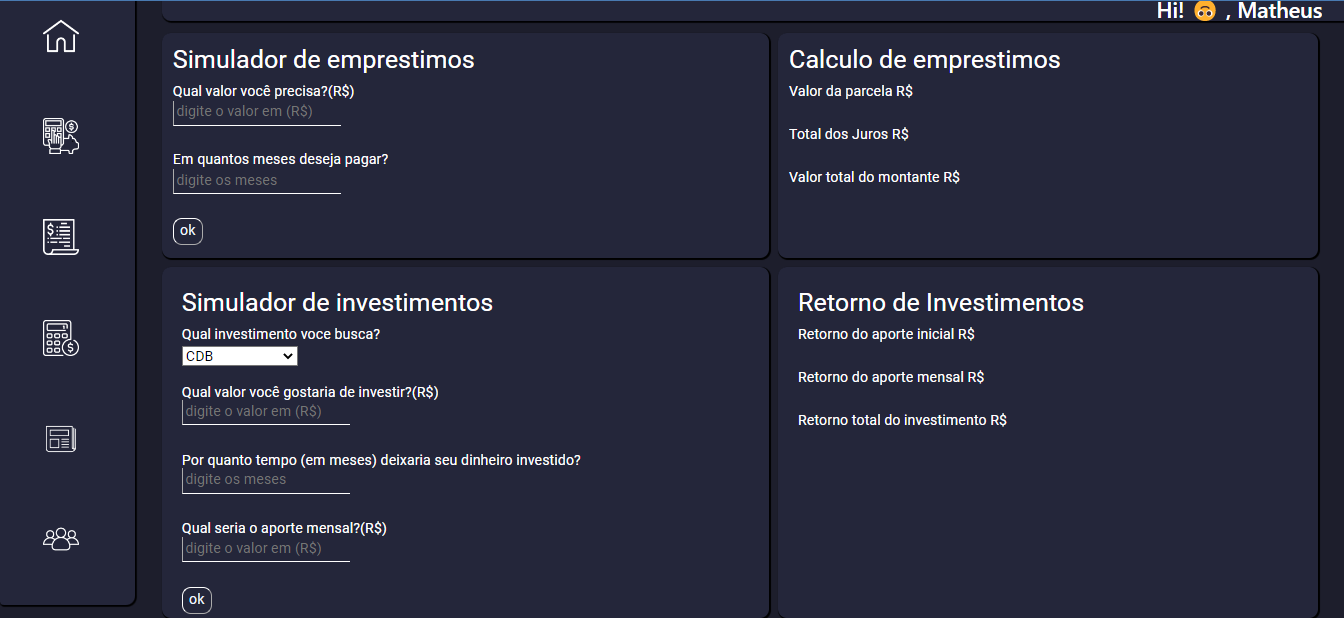 Hi! 🙃 , Matheus
Simulador de emprestimos
Qual valor você precisa?(R$)
digite o valor em (R$)
Em quantos meses deseja pagar?
digite os meses
ok
Calculo de emprestimos
Valor da parcela R$
Total dos Juros R$
Valor total do montante R$
Simulador de investimentos
Qual investimento voce busca?
CDB
Qual valor você gostaria de investir?(R$)
digite o valor em (R$)
Por quanto tempo (em meses) deixaria seu dinheiro investido?
digite os meses
Qual seria o aporte mensal?(R$)
digite o valor em (R$)
ok
Retorno de Investimentos
Retorno do aporte inicial R$
Retorno do aporte mensal R$
Retorno total do investimento R$